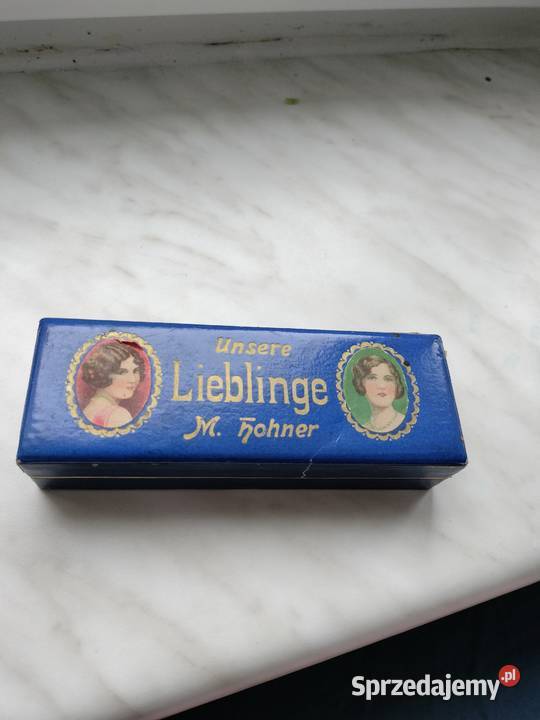 Unsere
Lieblinge
M. Hohner
Sprzedajemy.pl